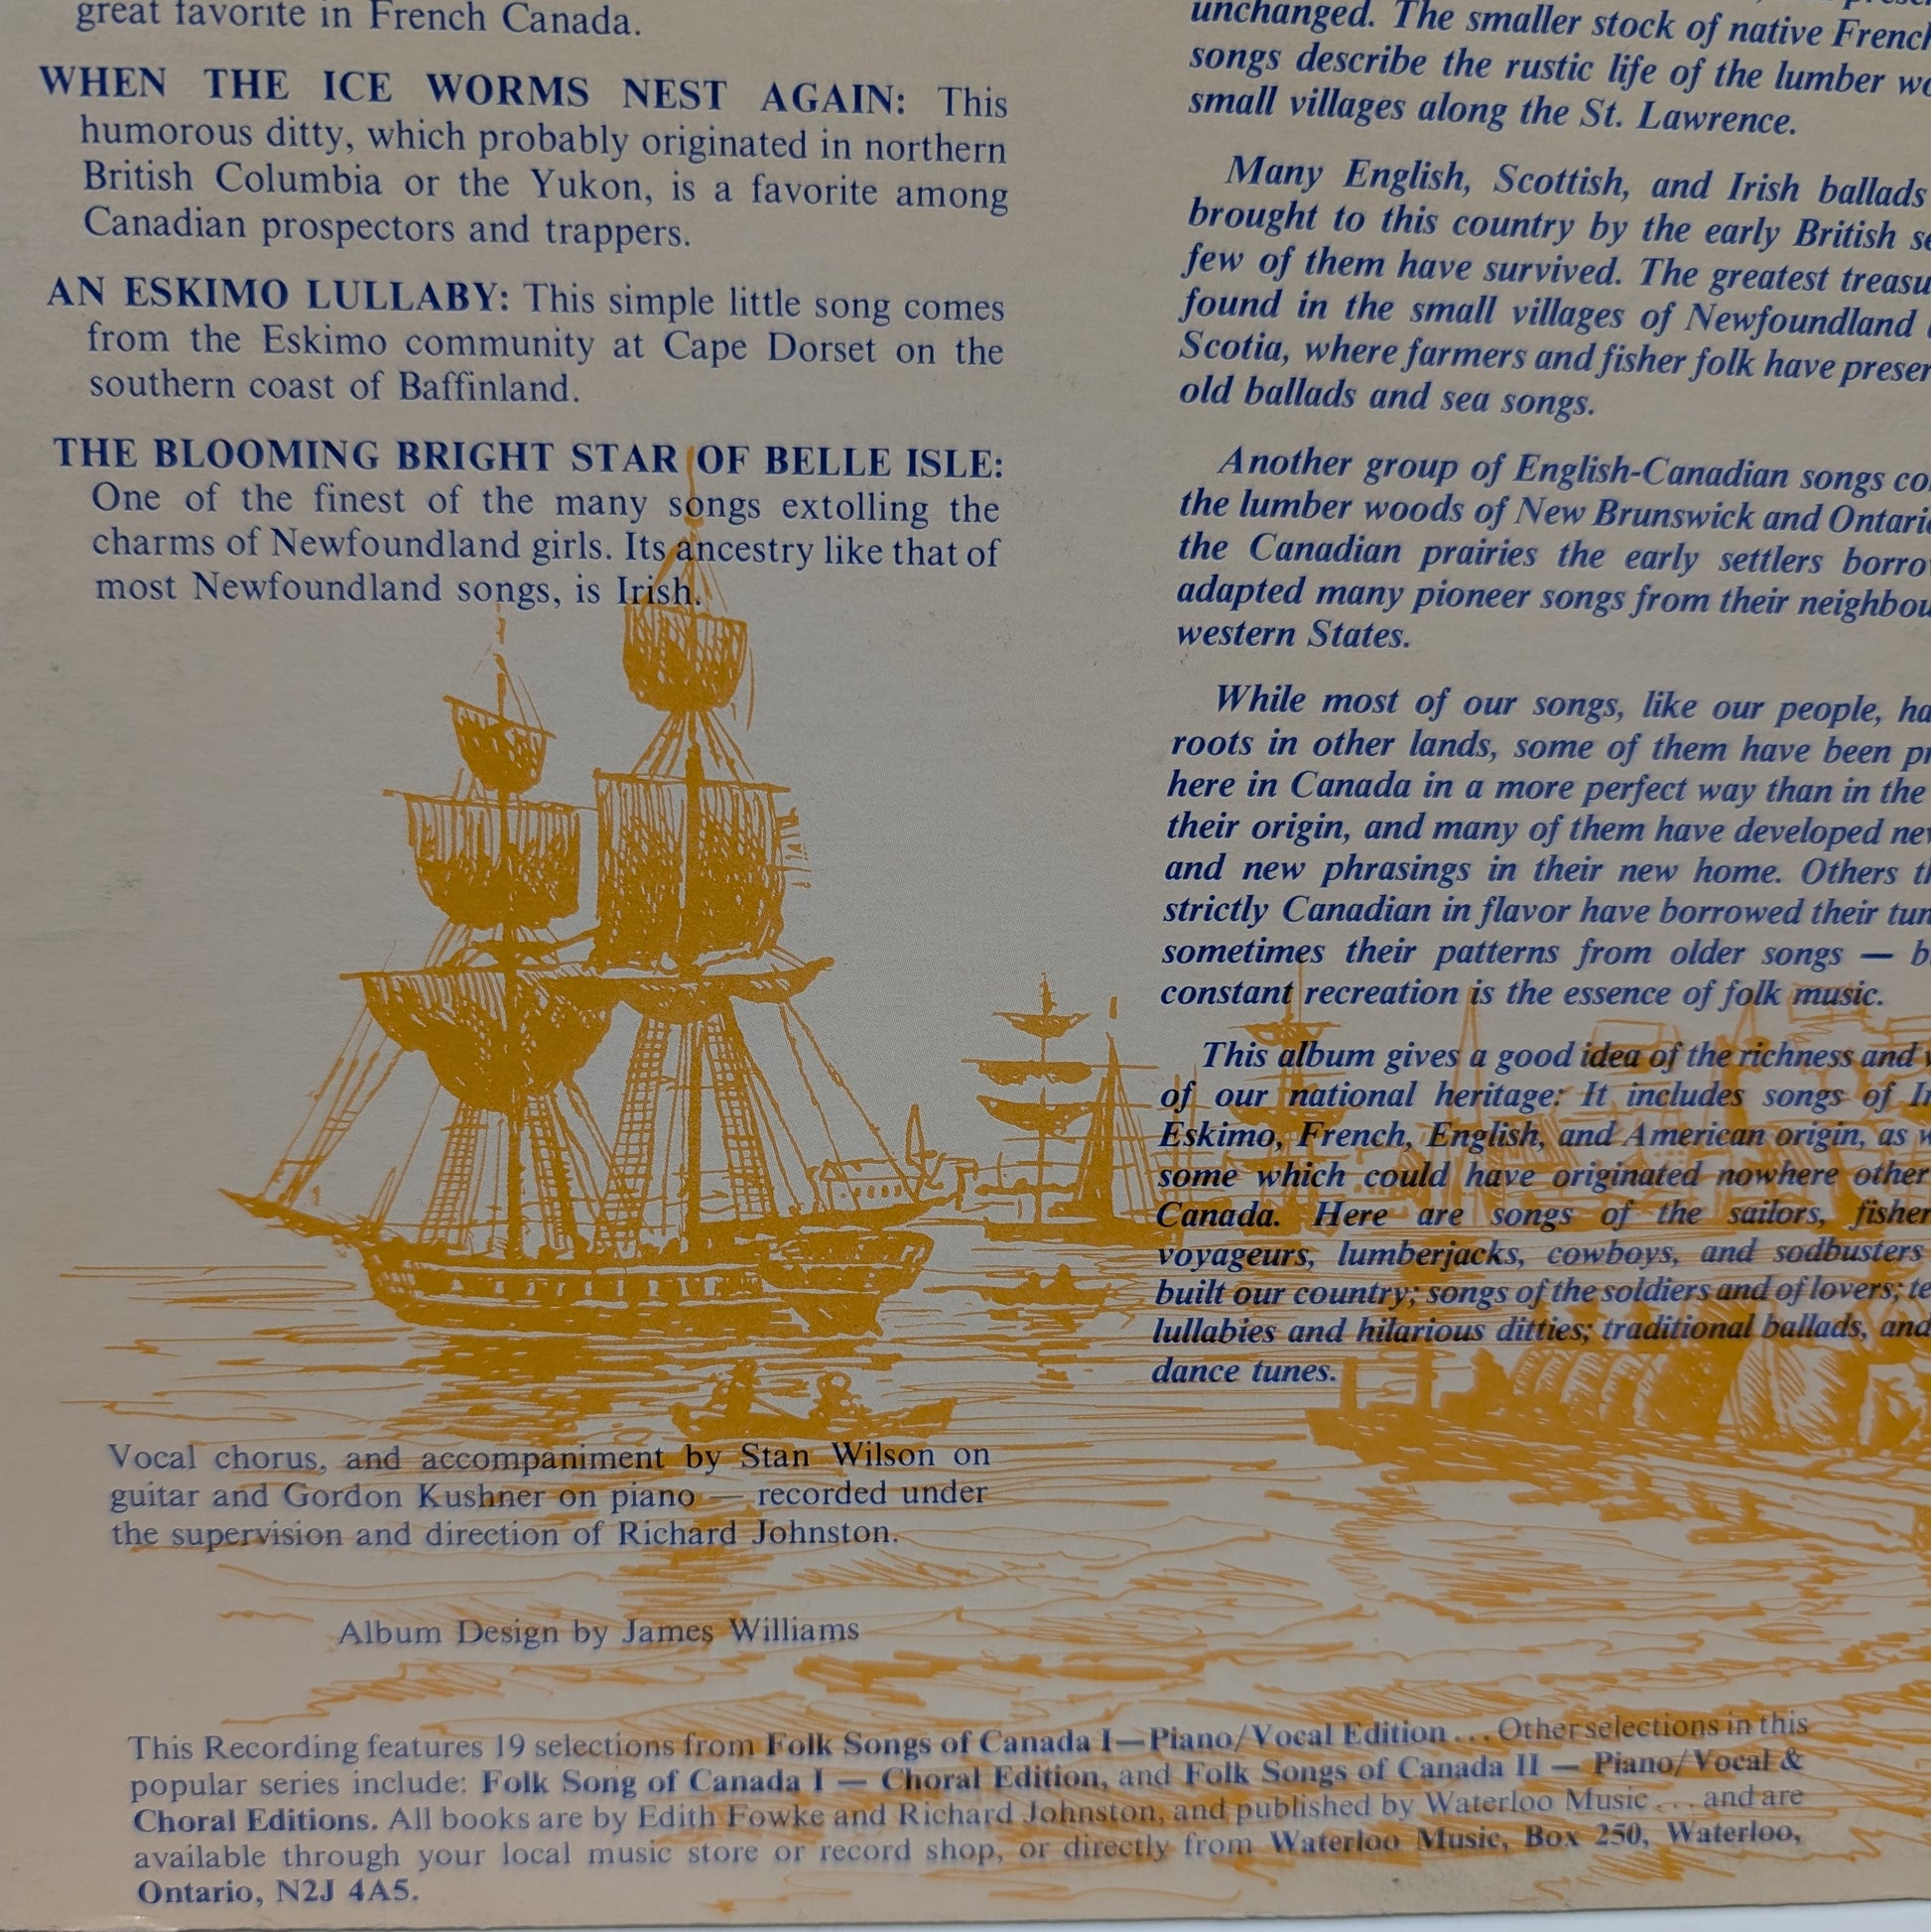 great favorite in French Canada.
WHEN THE ICE WORMS NEST AGAIN: This
humorous ditty, which probably originated in northern
British Columbia or the Yukon, is a favorite among
Canadian prospectors and trappers.
AN ESKIMO LULLABY: This simple little song comes
from the Eskimo community at Cape Dorset on the
southern coast of Baffinland.
THE BLOOMING BRIGHT STAR OF BELLE ISLE:
One of the finest of the many songs extolling the
charms of Newfoundland girls. Its ancestry like that of
most Newfoundland songs, is Irish.
Vocal chorus, and accompaniment by Stan Wilson on
guitar and Gordon Kushner on piano — recorded under
the supervision and direction of Richard Johnston.
Album Design by James Williams
unchanged. The smaller stock of native French
songs describe the rustic life of the lumber
small villages along the St. Lawrence.
Many English, Scottish, and Irish ballads
brought to this country by the early British
few of them have survived. The greatest
found in the small villages of Newfoundland
Scotia, where farmers and fisher folk have
old ballads and sea songs.
Another group of English-Canadian songs
the lumber woods of New Brunswick and
the Canadian prairies the early settlers
adapted many pioneer songs from their
western States.
While most of our songs, like our people,
roots in other lands, some of them have been
here in Canada in a more perfect way than in the
their origin, and many of them have developed
and new phrasings in their new home. Others
strictly Canadian in flavor have borrowed their
sometimes their patterns from older songs —
constant recreation is the essence of folk music.
This album gives a good idea of the richness and
of our national heritage: It includes songs of
Eskimo, French, English, and American origin, as
some which could have originated nowhere other
Canada. Here are songs of the sailors,
voyageurs, lumberjacks, cowboys, and sodbusters
built our country; songs of the soldiers and of lovers;
lullabies and hilarious ditties; traditional ballads, and
dance tunes.
This Recording features 19 selections from Folk Songs of Canada I—Piano/Vocal Edition . . . Other selections in this
popular series include: Folk Song of Canada I — Choral Edition, and Folk Songs of Canada II — Piano/Vocal &
Choral Editions. All books are by Edith Fowke and Richard Johnston, and published by Waterloo Music . . . and are
available through your local music store or record shop, or directly from Waterloo Music, Box 250, Waterloo,
Ontario, N2J 4A5.